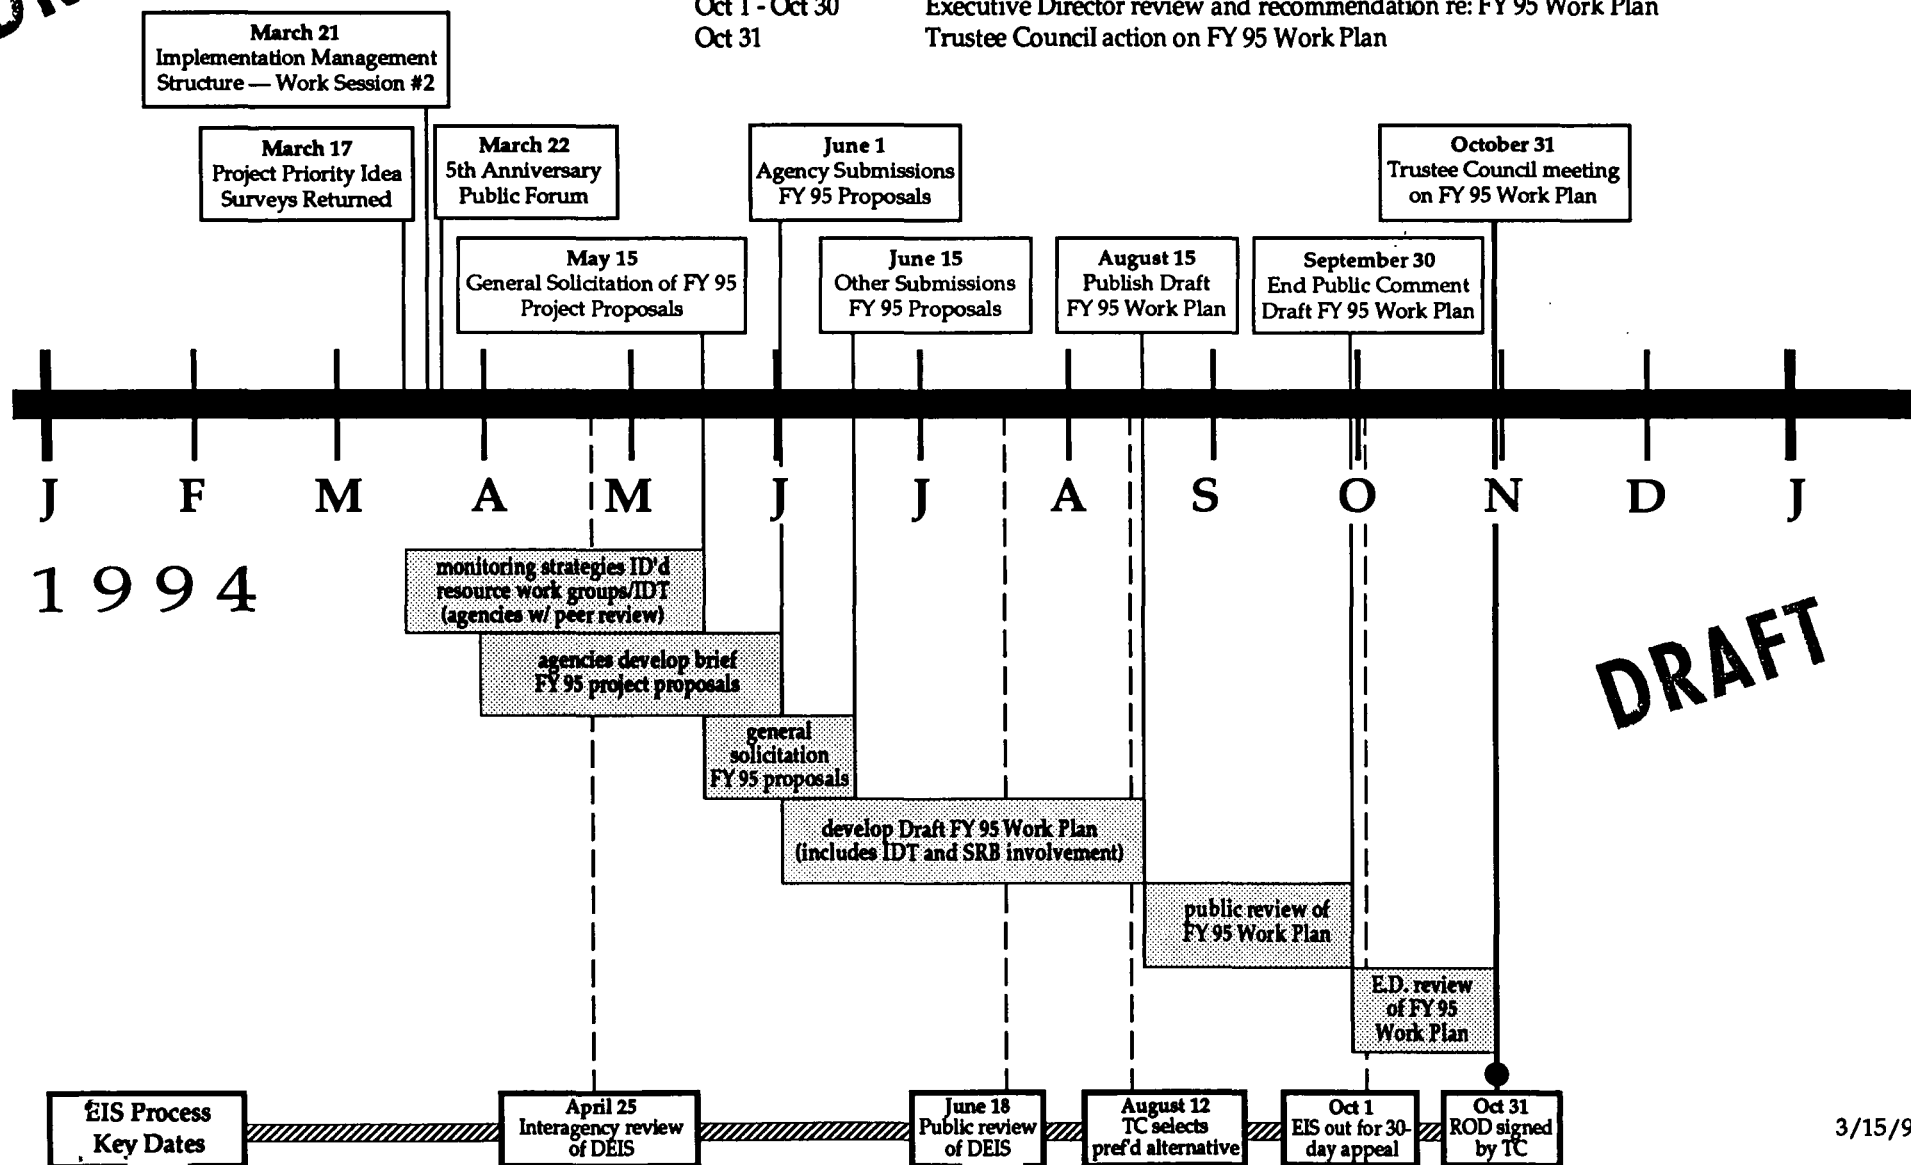 Oct 1 - Oct 30 Executive Director review and recommendation re: FY 95 Work Plan
Oct 31 Trustee Council action on FY 95 Work Plan
March 21
Implementation Management
Structure — Work Session #2
March 17
Project Priority Idea
Surveys Returned
March 22
5th Anniversary
Public Forum
June 1
Agency Submissions
FY 95 Proposals
October 31
Trustee Council meeting
on FY 95 Work Plan
May 15
General Solicitation of FY 95
Project Proposals
June 15
Other Submissions
FY 95 Proposals
August 15
Publish Draft
FY 95 Work Plan
September 30
End Public Comment
Draft FY 95 Work Plan
J F M A M J J A S O N D J
1994
monitoring strategies ID'd
resource work groups/IDT
(agencies w/ peer review)
agencies develop brief
FY 95 project proposals
general
solicitation
FY 95 proposals
develop Draft FY 95 Work Plan
(includes IDT and SRB involvement)
public review of
FY 95 Work Plan
E.D. review
of FY 95
Work Plan
DRAFT
EIS Process
Key Dates
April 25
Interagency review
of DEIS
June 18
Public review
of DEIS
August 12
TC selects
pref'd alternative
Oct 1
EIS out for 30-
day appeal
Oct 31
ROD signed
by TC
3/15/9